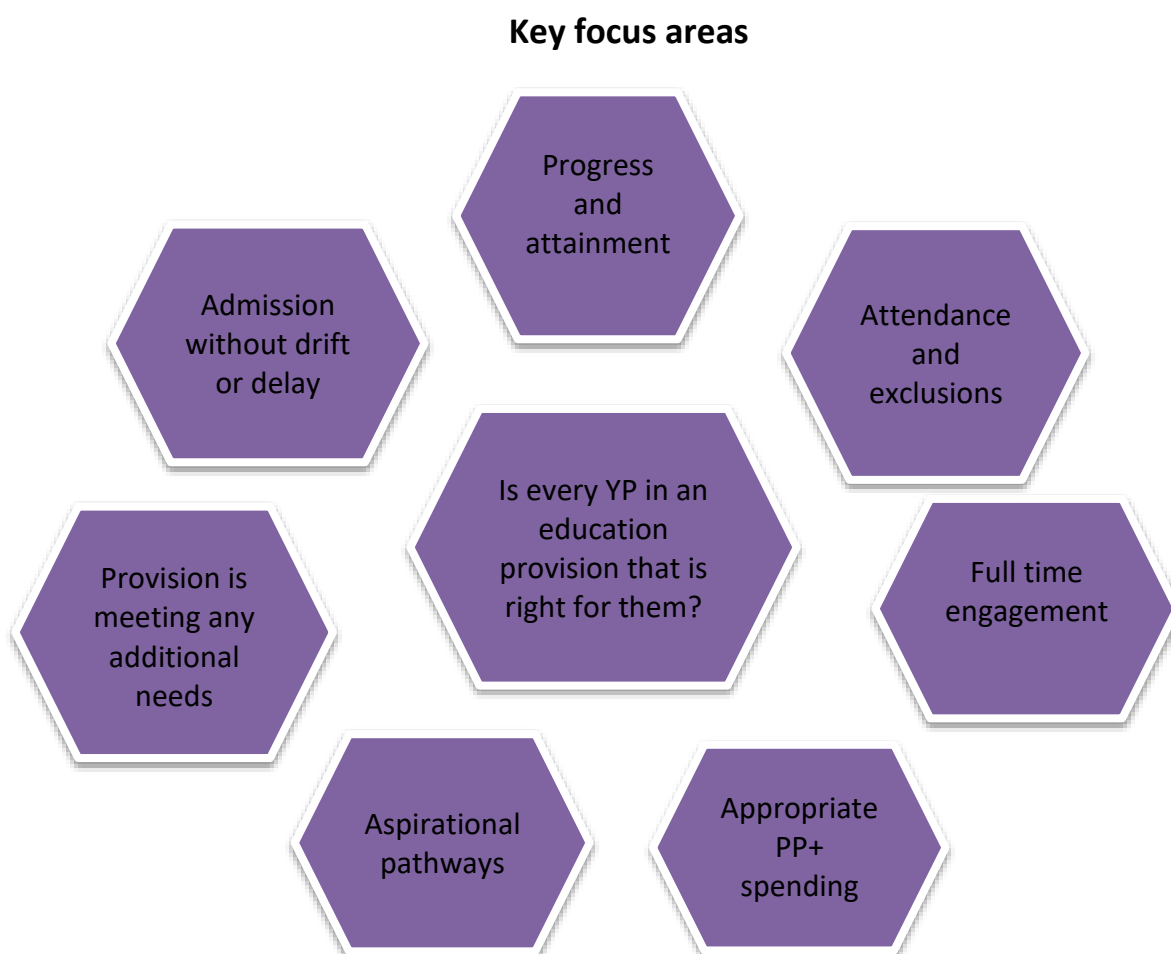 Key focus areas
Progress
and
attainment
Admission
without drift
or delay
Attendance
and
exclusions
Is every YP in an
education
provision that is
right for them?
Provision is
meeting any
additional
needs
Full time
engagement
Aspirational
pathways
Appropriate
PP+
spending